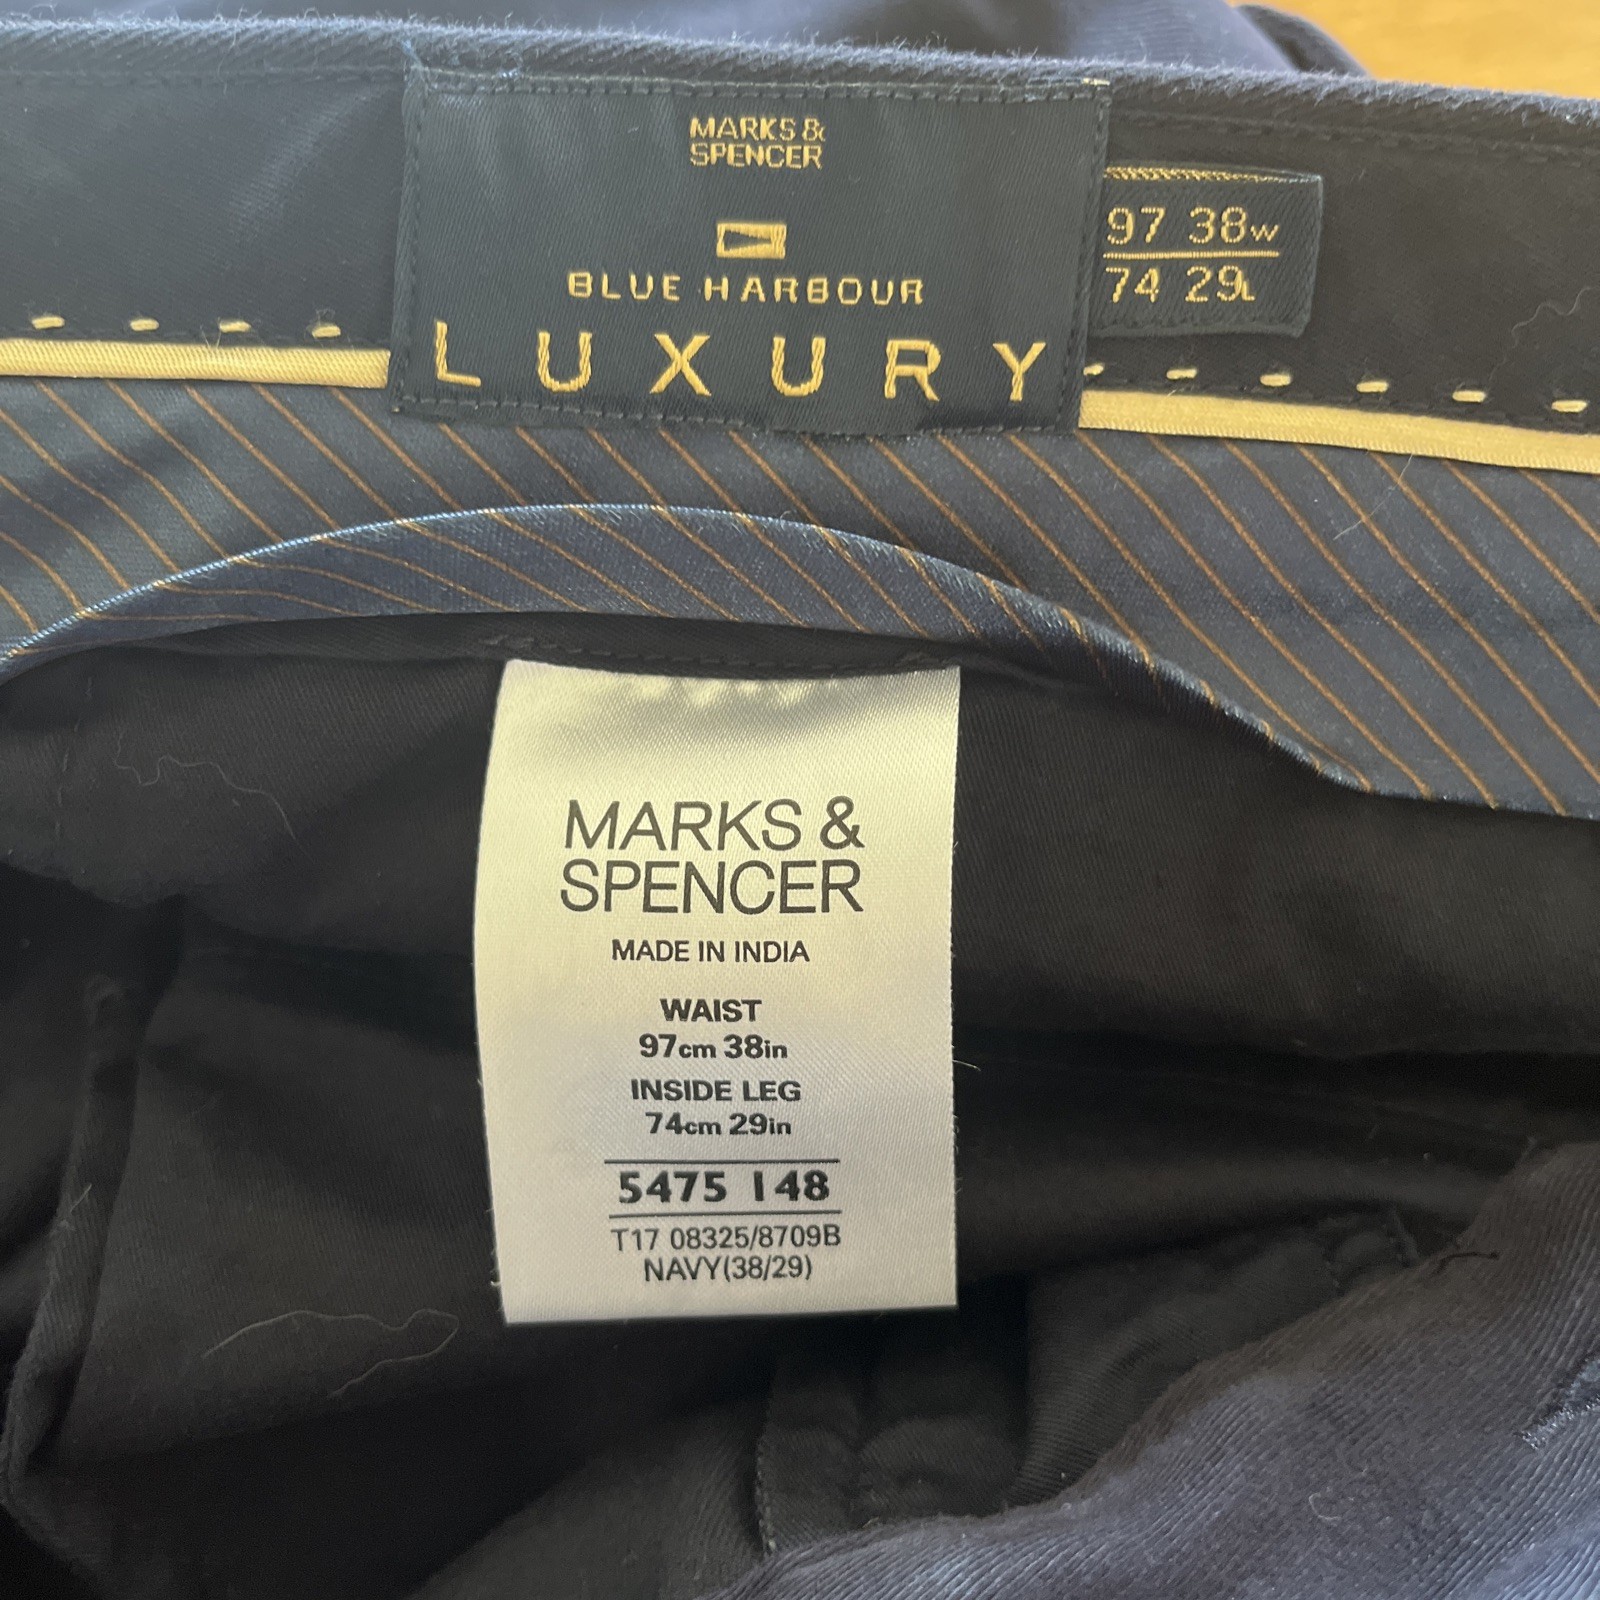 MARKS &
SPENCER
BLUE HARBOUR
LUXURY
97 38W
74 29L
MARKS &
SPENCER
MADE IN INDIA
WAIST
97cm 38in
INSIDE LEG
74cm 29in
5475 148
T17 08325/8709B
NAVY(38/29)